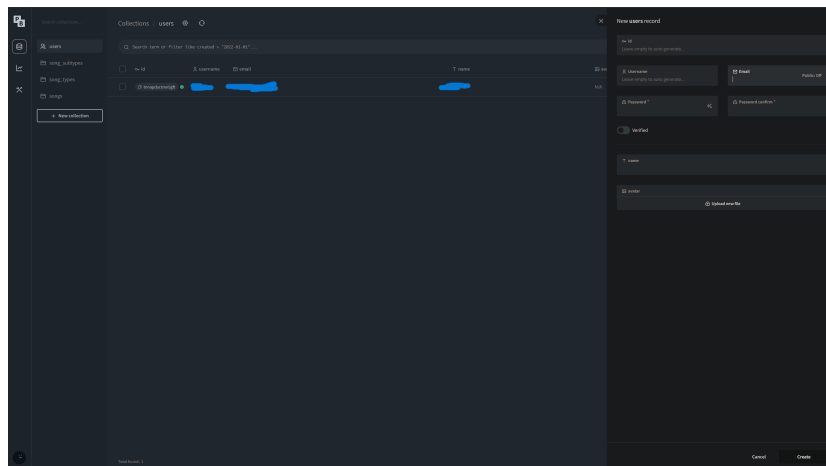 Search collections...
users
song_subtypes
song_types
songs
+ New collection
Collections / users
Search term or filter like created > "2022-01-01"...
id username email name
N/A
Total found: 1
New users record
id
Leave empty to auto generate...
Username
Leave empty to auto generate...
Email
Public: Off
Password *
Password confirm *
Verified
name
avatar
Upload new file
Cancel Create